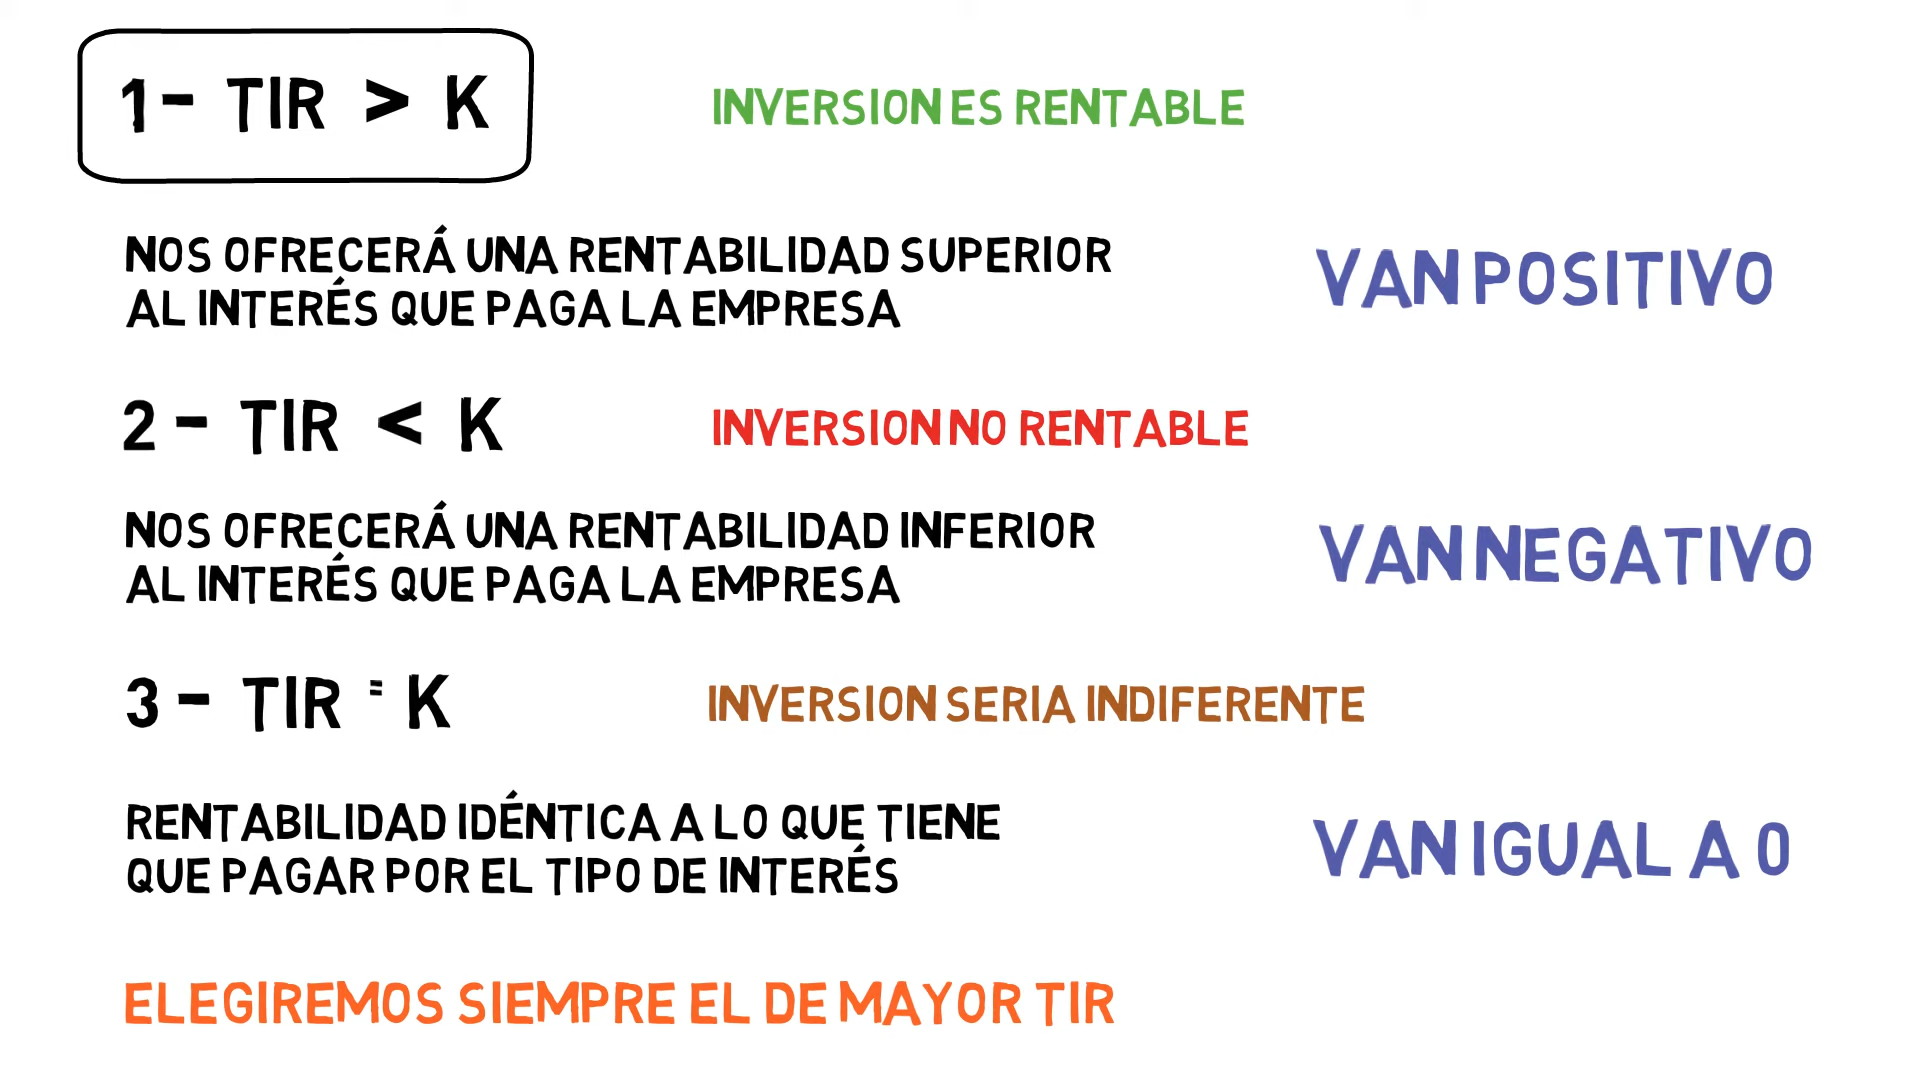 1- TIR > K
INVERSION ES RENTABLE
NOS OFRECERÁ UNA RENTABILIDAD SUPERIOR
AL INTERÉS QUE PAGA LA EMPRESA
VAN POSITIVO
2 - TIR < K
INVERSION NO RENTABLE
NOS OFRECERÁ UNA RENTABILIDAD INFERIOR
AL INTERÉS QUE PAGA LA EMPRESA
VAN NEGATIVO
3 - TIR = K
INVERSION SERIA INDIFERENTE
RENTABILIDAD IDÉNTICA A LO QUE TIENE
QUE PAGAR POR EL TIPO DE INTERÉS
VAN IGUAL A 0
ELEGIREMOS SIEMPRE EL DE MAYOR TIR